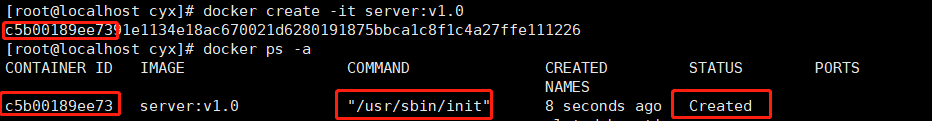 [root@localhost cyx]# docker create -it server:v1.0
c5b00189ee7391e1134e18ac670021d6280191875bbca1c8f1c4a27ffe111226
[root@localhost cyx]# docker ps -a
CONTAINER ID IMAGE COMMAND CREATED STATUS PORTS
NAMES
c5b00189ee73 server:v1.0 "/usr/sbin/init" 8 seconds ago Created